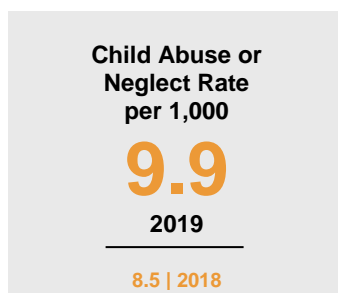 Child Abuse or
Neglect Rate
per 1,000
9.9
2019
8.5 | 2018